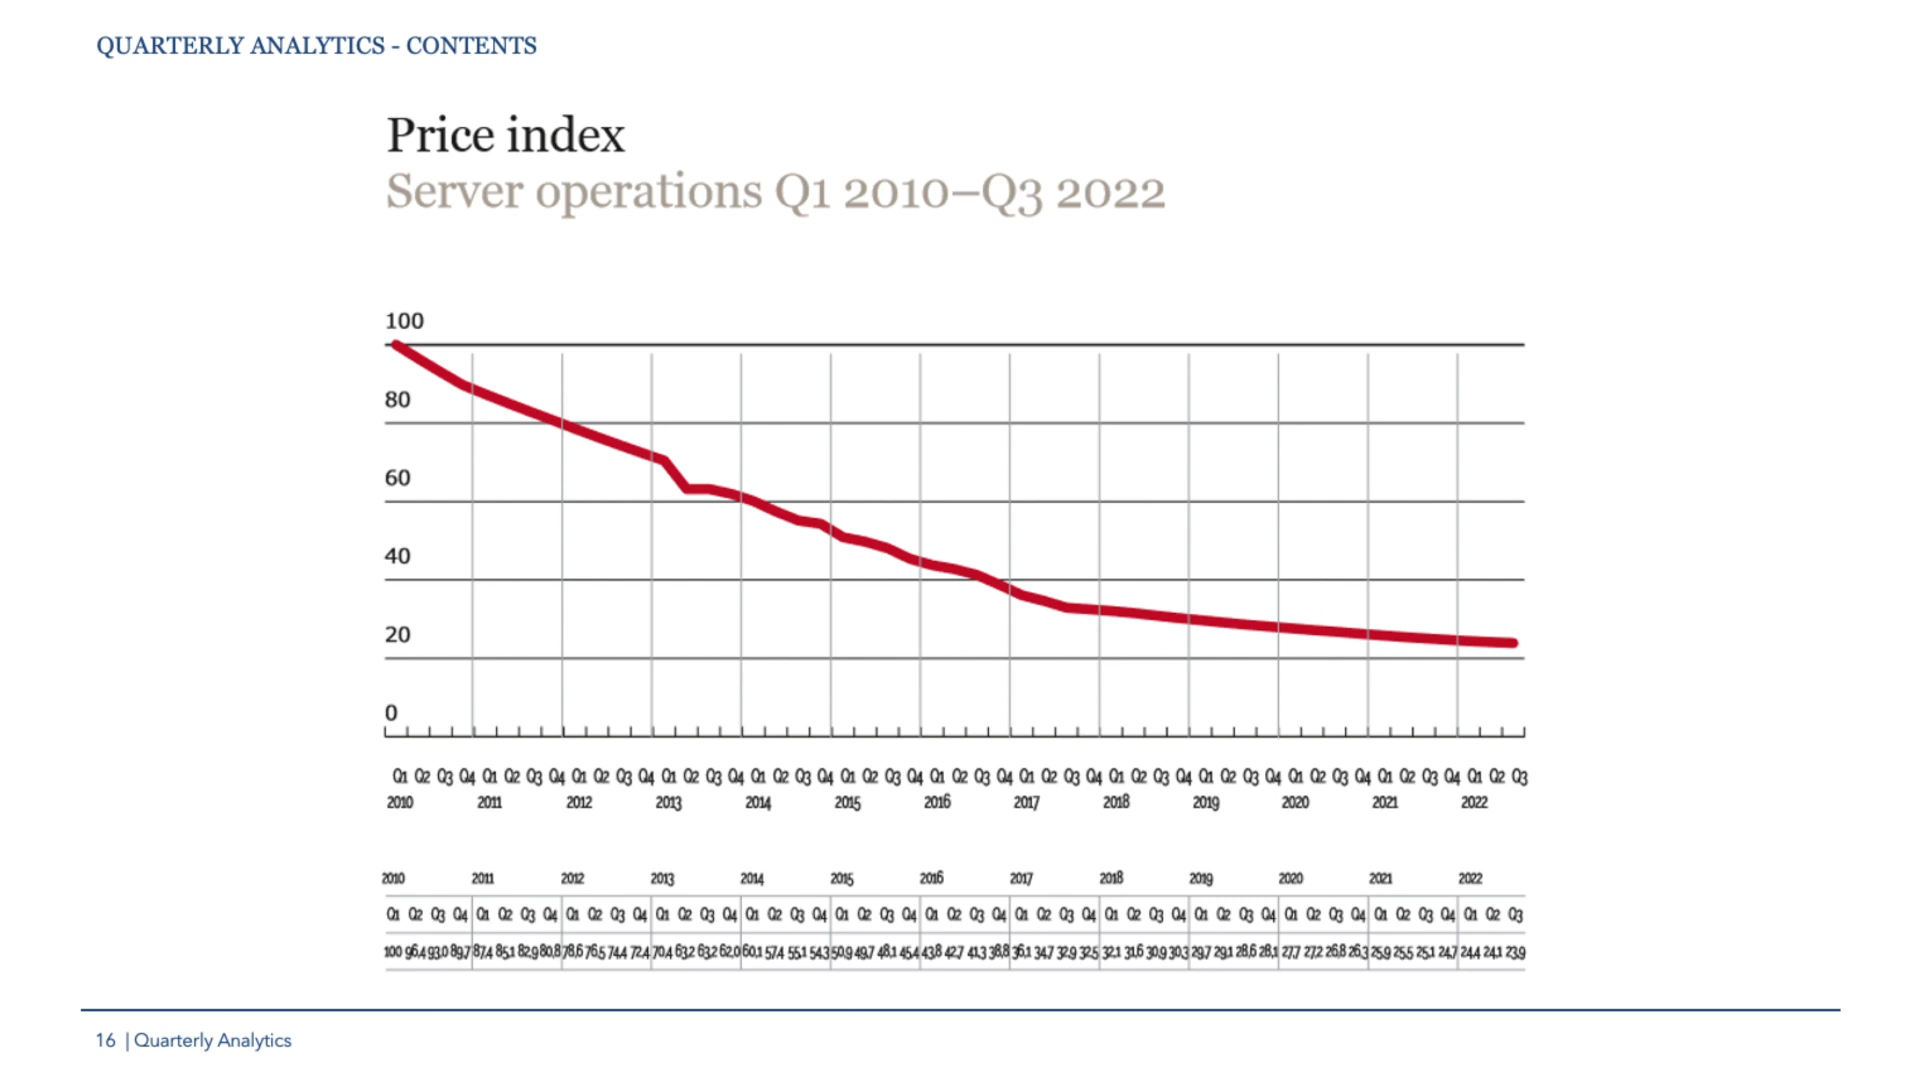 QUARTERLY ANALYTICS - CONTENTS
Price index
Server operations Q1 2010–Q3 2022
100
80
60
40
20
0
Q1 Q2 Q3 Q4 Q1 Q2 Q3 Q4 Q1 Q2 Q3 Q4 Q1 Q2 Q3 Q4 Q1 Q2 Q3 Q4 Q1 Q2 Q3 Q4 Q1 Q2 Q3 Q4 Q1 Q2 Q3 Q4 Q1 Q2 Q3 Q4 Q1 Q2 Q3 Q4 Q1 Q2 Q3 Q4 Q1 Q2 Q3 Q4 Q1 Q2 Q3
2010 2011 2012 2013 2014 2015 2016 2017 2018 2019 2020 2021 2022
2010 2011 2012 2013 2014 2015 2016 2017 2018 2019 2020 2021 2022
Q1 Q2 Q3 Q4 Q1 Q2 Q3 Q4 Q1 Q2 Q3 Q4 Q1 Q2 Q3 Q4 Q1 Q2 Q3 Q4 Q1 Q2 Q3 Q4 Q1 Q2 Q3 Q4 Q1 Q2 Q3 Q4 Q1 Q2 Q3 Q4 Q1 Q2 Q3 Q4 Q1 Q2 Q3 Q4 Q1 Q2 Q3 Q4 Q1 Q2 Q3
100 96,4 93,0 89,7 87,4 85,1 82,9 80,8 78,6 76,5 74,4 72,4 70,4 63,2 63,2 62,0 60,1 57,4 55,1 54,3 50,9 49,7 48,1 45,4 43,8 42,7 41,3 38,8 36,1 34,7 32,9 32,5 32,1 31,6 30,9 30,3 29,7 29,1 28,6 28,1 27,7 27,2 26,8 26,3 25,9 25,5 25,1 24,7 24,4 24,1 23,9
16 | Quarterly Analytics